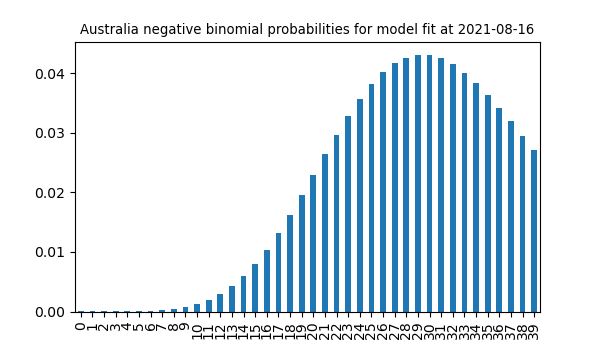 Australia negative binomial probabilities for model fit at 2021-08-16
0.04
0.03
0.02
0.01
0.00
0 1 2 3 4 5 6 7 8 9 10 11 12 13 14 15 16 17 18 19 20 21 22 23 24 25 26 27 28 29 30 31 32 33 34 35 36 37 38 39